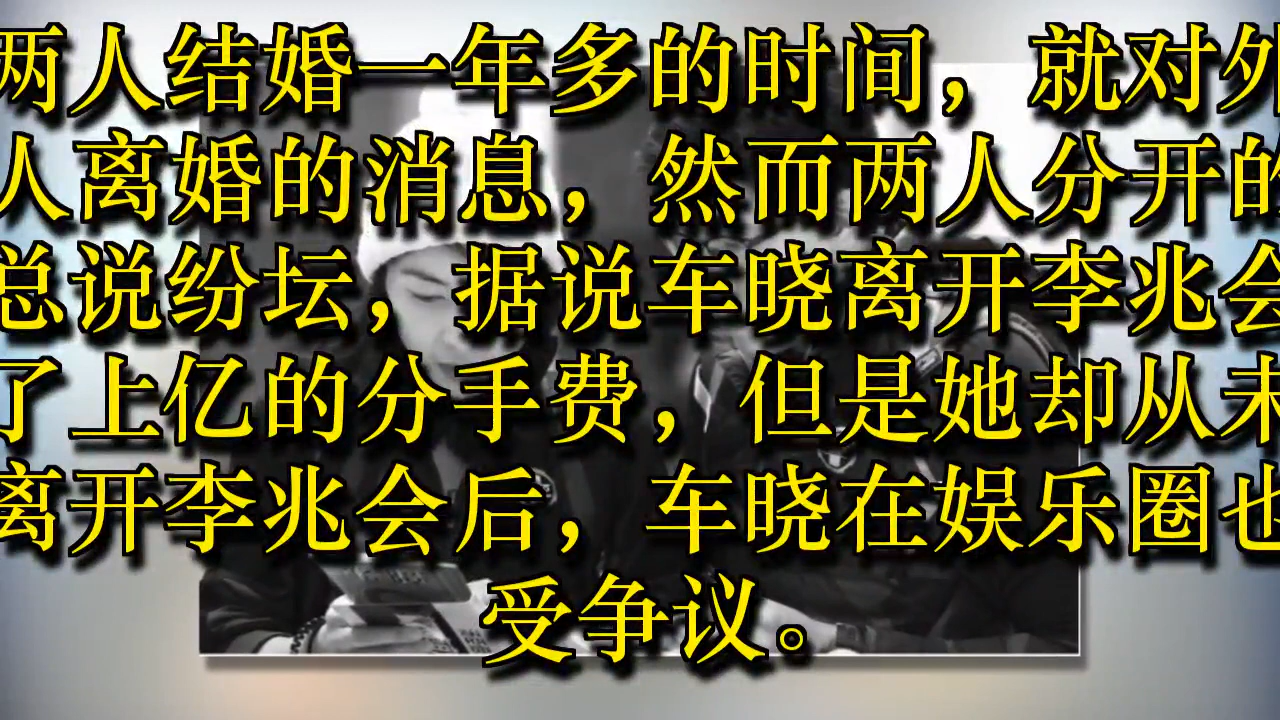 两人结婚一年多的时间，就对外
人离婚的消息，然而两人分开的
总说纷坛，据说车晓离开李兆会
了上亿的分手费，但是她却从未
离开李兆会后，车晓在娱乐圈也
受争议。